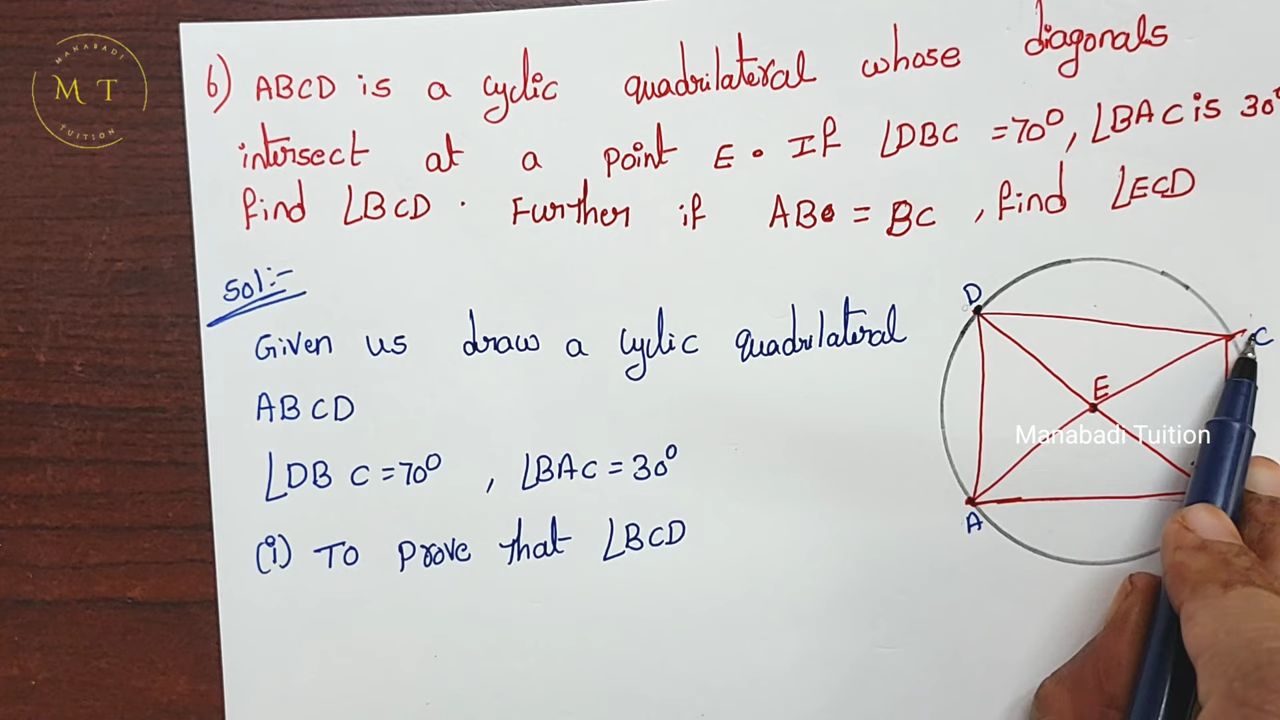 MANABADI
M T
TUITION
6) ABCD is a cyclic quadrilateral whose diagonals
intersect at a point E. If ∠DBC = 70°, ∠BAC is 30°
find ∠BCD. Further if AB = BC, find ∠ECD
Sol:-
Given us draw a cyclic quadrilateral
ABCD
∠DBC = 70°, ∠BAC = 30°
(i) To prove that ∠BCD
D
C
E
Manabadi Tuition
A